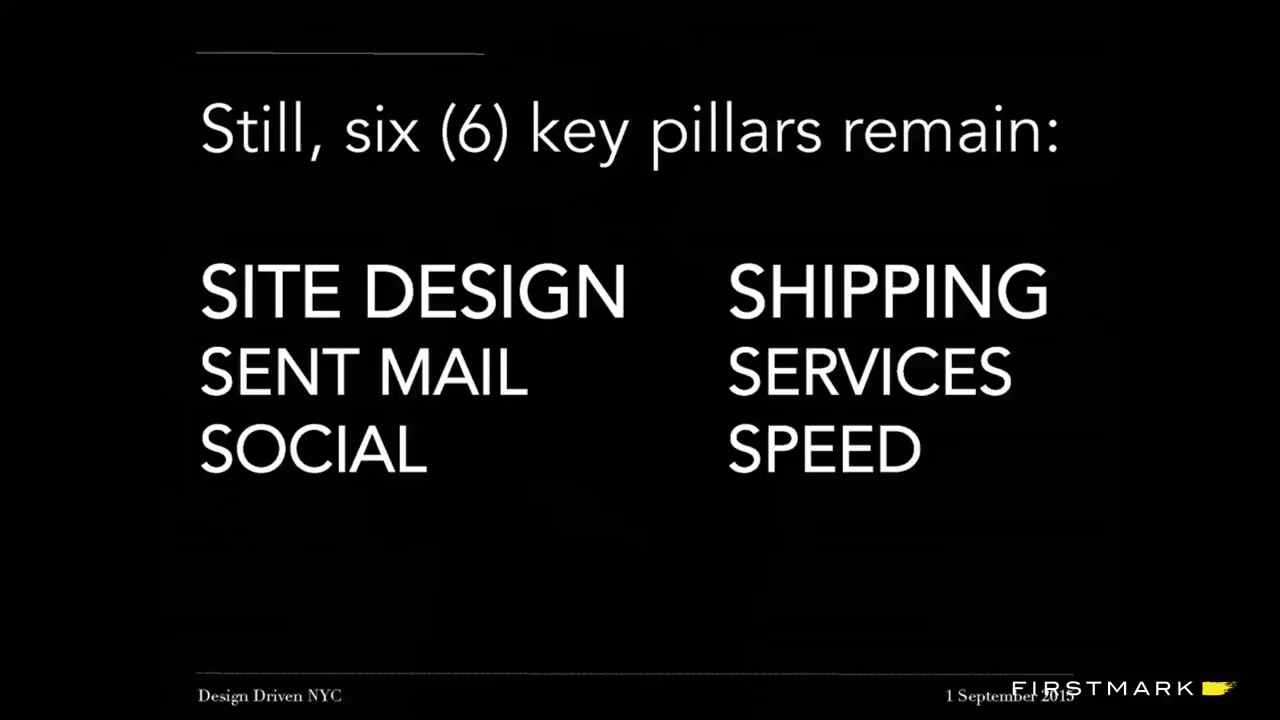 Still, six (6) key pillars remain:
SITE DESIGN
SENT MAIL
SOCIAL
SHIPPING
SERVICES
SPEED
Design Driven NYC
1 September 2015
FIRSTMARK